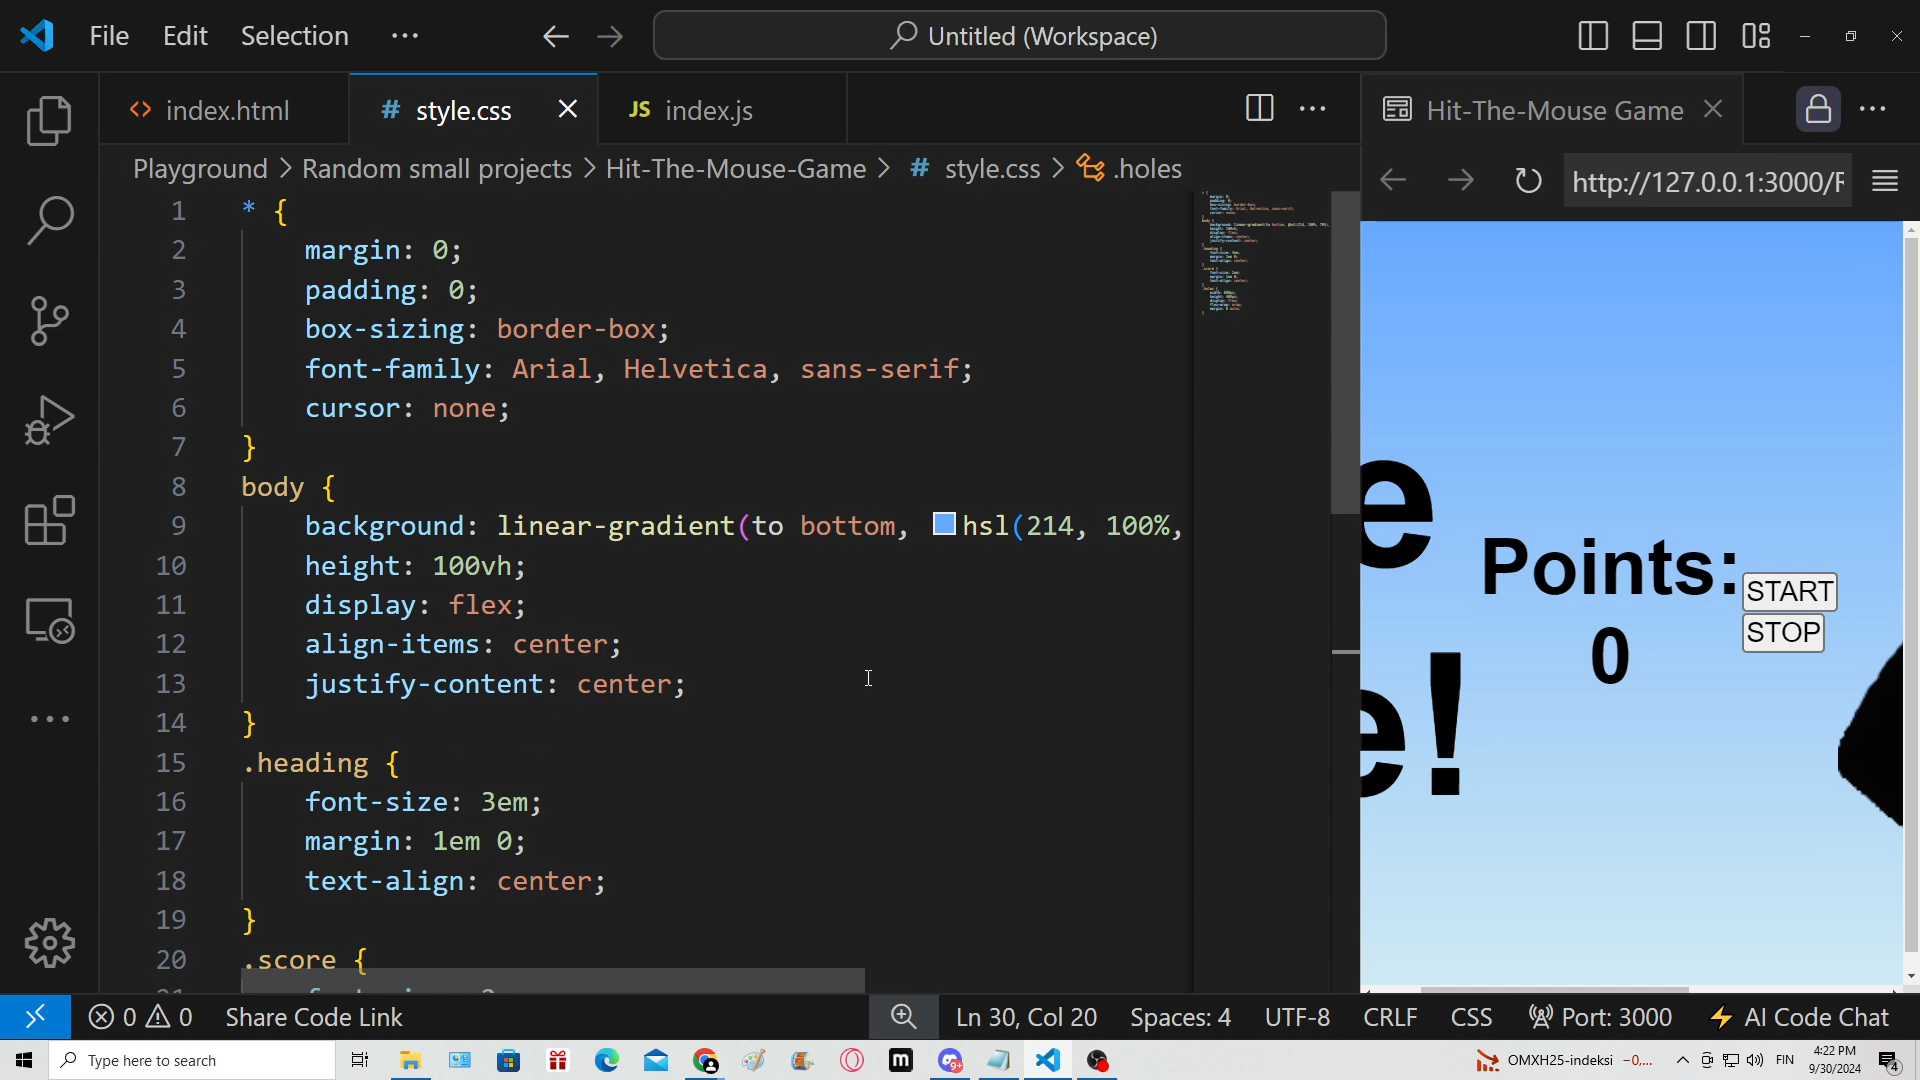 File Edit Selection ··· Untitled (Workspace)
index.html # style.css JS index.js
Hit-The-Mouse Game
Playground > Random small projects > Hit-The-Mouse-Game > # style.css > .holes
http://127.0.0.1:3000/R
1 * {
2 margin: 0;
3 padding: 0;
4 box-sizing: border-box;
5 font-family: Arial, Helvetica, sans-serif;
6 cursor: none;
7 }
8 body {
9 background: linear-gradient(to bottom, hsl(214, 100%,
10 height: 100vh;
11 display: flex;
12 align-items: center;
13 justify-content: center;
14 }
15 .heading {
16 font-size: 3em;
17 margin: 1em 0;
18 text-align: center;
19 }
20 .score {
e
e!
Points:
0
START
STOP
0 0 Share Code Link Ln 30, Col 20 Spaces: 4 UTF-8 CRLF CSS Port: 3000 AI Code Chat
Type here to search
9+
m
OMXH25-indeksi −0,... FIN
4:22 PM
9/30/2024
4